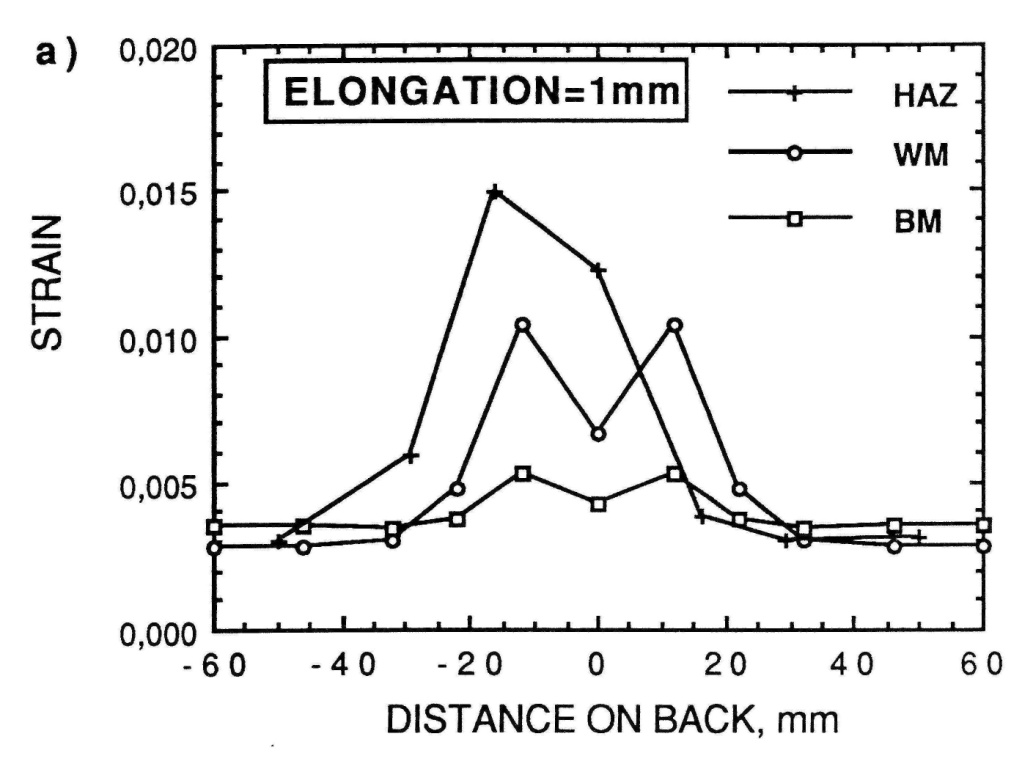 a)
ELONGATION=1mm
HAZ
WM
BM
STRAIN
0,020
0,015
0,010
0,005
0,000
-60 -40 -20 0 20 40 60
DISTANCE ON BACK, mm